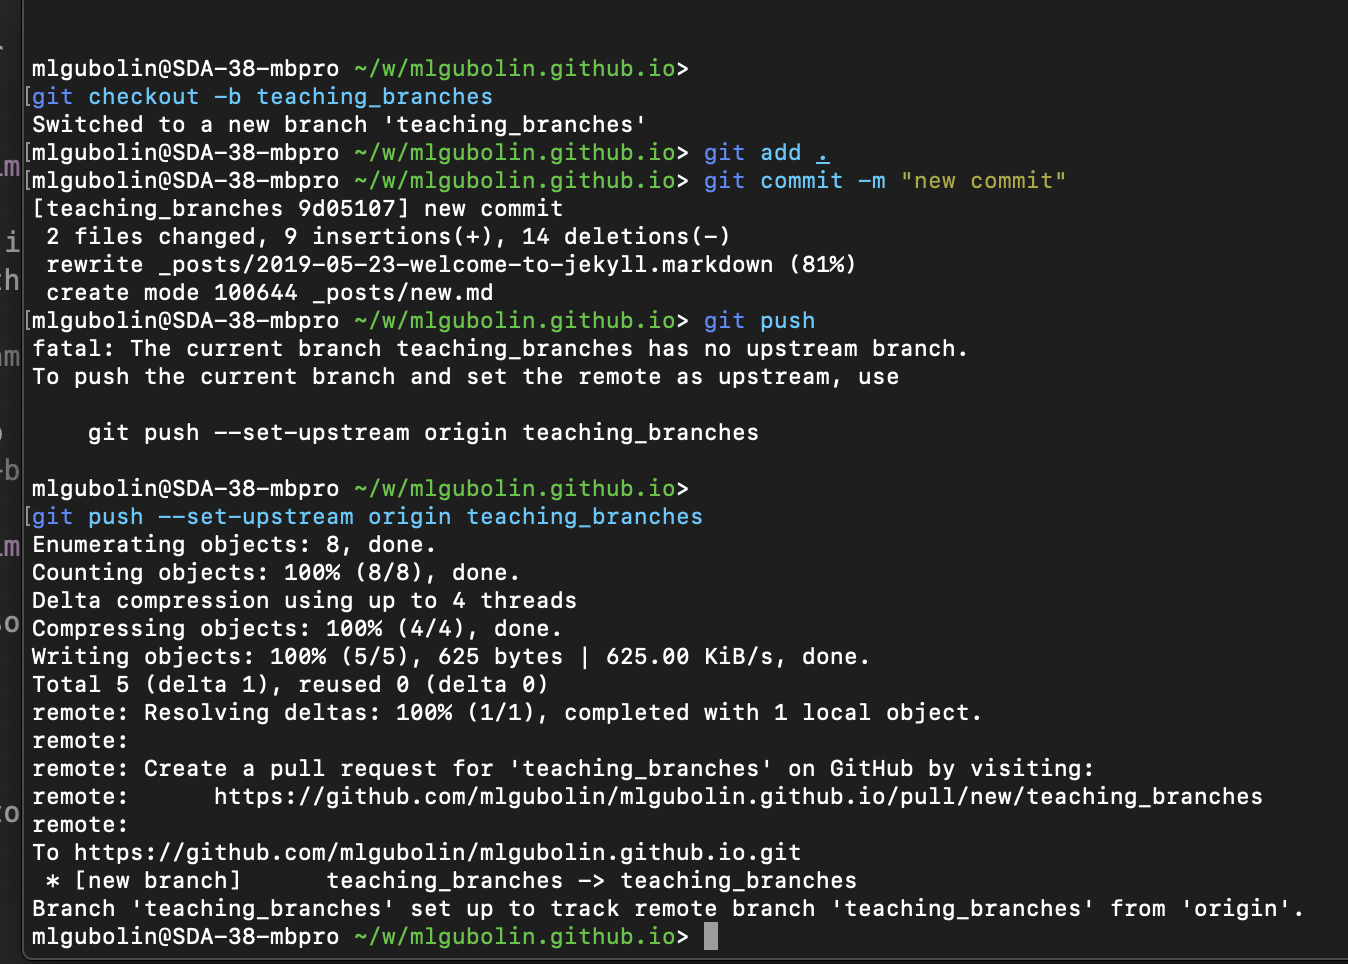 mlgubolin@SDA-38-mbpro ~/w/mlgubolin.github.io>
[git checkout -b teaching_branches
Switched to a new branch 'teaching_branches'
[mlgubolin@SDA-38-mbpro ~/w/mlgubolin.github.io> git add .
[mlgubolin@SDA-38-mbpro ~/w/mlgubolin.github.io> git commit -m "new commit"
[teaching_branches 9d05107] new commit
 2 files changed, 9 insertions(+), 14 deletions(-)
 rewrite _posts/2019-05-23-welcome-to-jekyll.markdown (81%)
 create mode 100644 _posts/new.md
[mlgubolin@SDA-38-mbpro ~/w/mlgubolin.github.io> git push
fatal: The current branch teaching_branches has no upstream branch.
To push the current branch and set the remote as upstream, use

    git push --set-upstream origin teaching_branches

mlgubolin@SDA-38-mbpro ~/w/mlgubolin.github.io>
[git push --set-upstream origin teaching_branches
Enumerating objects: 8, done.
Counting objects: 100% (8/8), done.
Delta compression using up to 4 threads
Compressing objects: 100% (4/4), done.
Writing objects: 100% (5/5), 625 bytes | 625.00 KiB/s, done.
Total 5 (delta 1), reused 0 (delta 0)
remote: Resolving deltas: 100% (1/1), completed with 1 local object.
remote:
remote: Create a pull request for 'teaching_branches' on GitHub by visiting:
remote:      https://github.com/mlgubolin/mlgubolin.github.io/pull/new/teaching_branches
remote:
To https://github.com/mlgubolin/mlgubolin.github.io.git
 * [new branch]      teaching_branches -> teaching_branches
Branch 'teaching_branches' set up to track remote branch 'teaching_branches' from 'origin'.
mlgubolin@SDA-38-mbpro ~/w/mlgubolin.github.io>